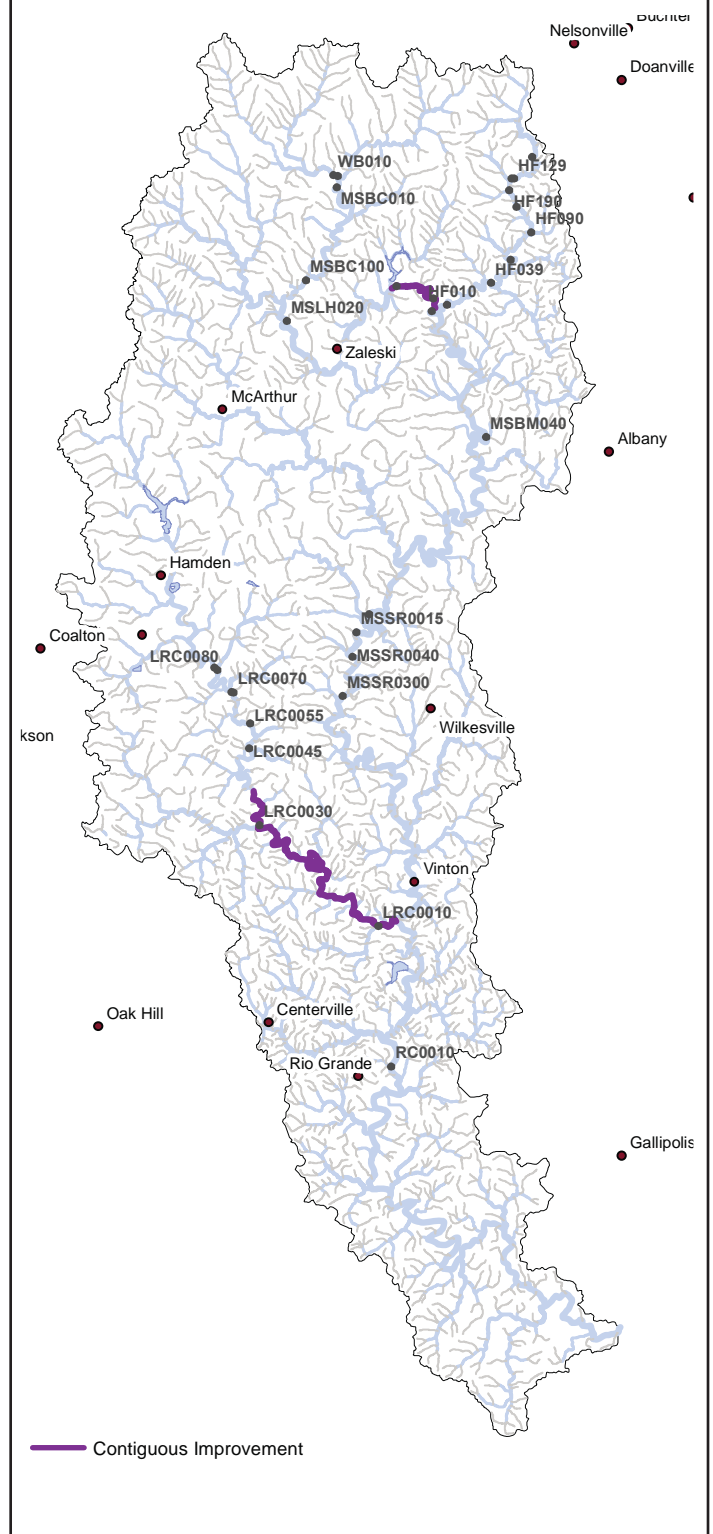 Buchtel
Nelsonville
Doanville
WB010
HF129
MSBC010
HF190
HF090
MSBC100
HF039
HF010
MSLH020
Zaleski
McArthur
MSBM040
Albany
Hamden
MSSR0015
Coalton
LRC0080
MSSR0040
LRC0070
MSSR0300
LRC0055
Wilkesville
kson
LRC0045
LRC0030
Vinton
LRC0010
Centerville
Oak Hill
RC0010
Rio Grande
Gallipolis
Contiguous Improvement